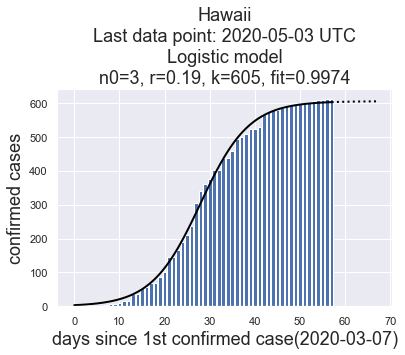 Hawaii
Last data point: 2020-05-03 UTC
Logistic model
n0=3, r=0.19, k=605, fit=0.9974
600
500
400
300
200
100
0
confirmed cases
0 10 20 30 40 50 60 70
days since 1st confirmed case(2020-03-07)